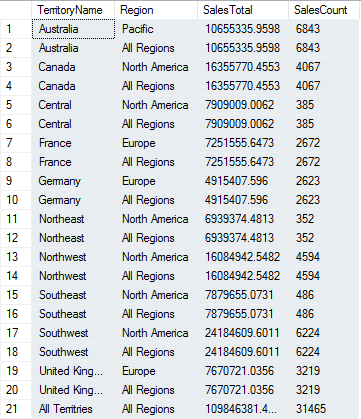 TerritoryName Region SalesTotal SalesCount
1 Australia Pacific 10655335.9598 6843
2 Australia All Regions 10655335.9598 6843
3 Canada North America 16355770.4553 4067
4 Canada All Regions 16355770.4553 4067
5 Central North America 7909009.0062 385
6 Central All Regions 7909009.0062 385
7 France Europe 7251555.6473 2672
8 France All Regions 7251555.6473 2672
9 Germany Europe 4915407.596 2623
10 Germany All Regions 4915407.596 2623
11 Northeast North America 6939374.4813 352
12 Northeast All Regions 6939374.4813 352
13 Northwest North America 16084942.5482 4594
14 Northwest All Regions 16084942.5482 4594
15 Southeast North America 7879655.0731 486
16 Southeast All Regions 7879655.0731 486
17 Southwest North America 24184609.6011 6224
18 Southwest All Regions 24184609.6011 6224
19 United King... Europe 7670721.0356 3219
20 United King... All Regions 7670721.0356 3219
21 All Territries All Regions 109846381.4... 31465